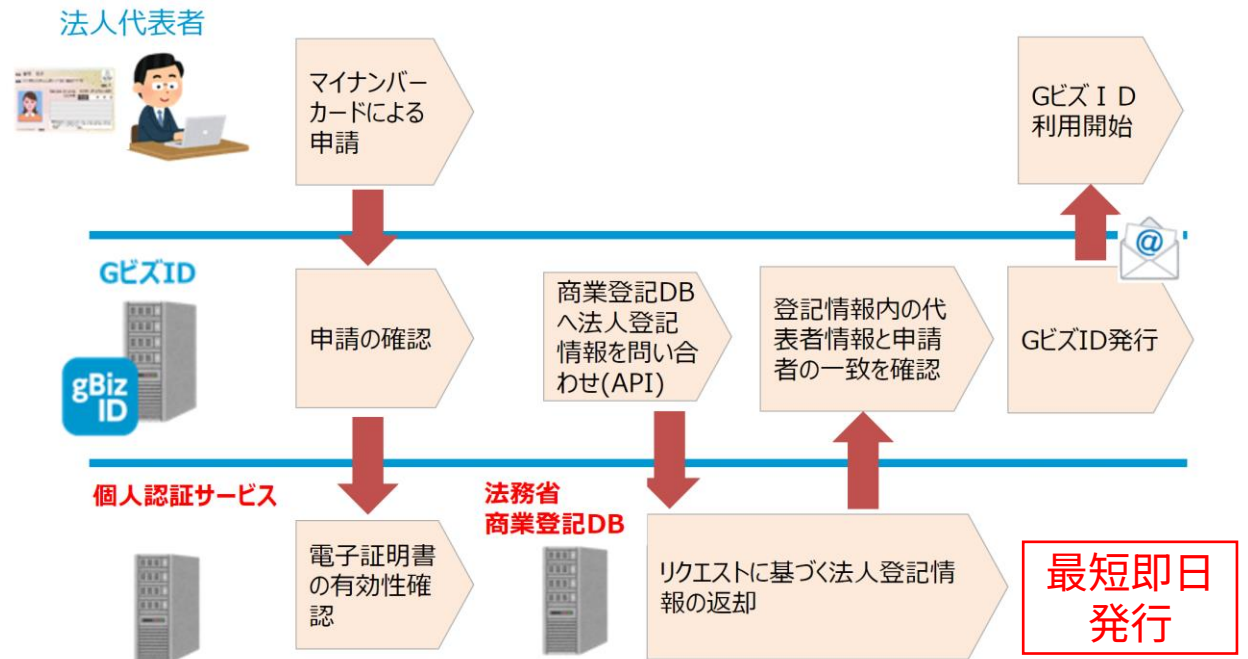 法人代表者
マイナンバー
カードによる
申請
GビズＩＤ
利用開始
@
GビズID
gBiz
ID
申請の確認
商業登記DB
へ法人登記
情報を問い合
わせ(API)
登記情報内の代
表者情報と申請
者の一致を確認
GビズID発行
個人認証サービス
電子証明書
の有効性確
認
法務省
商業登記DB
リクエストに基づく法人登記情
報の返却
最短即日
発行